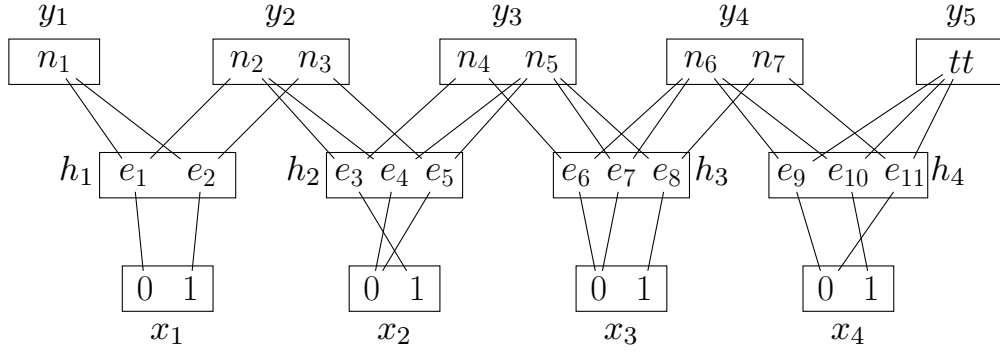 y₁ y₂ y₃ y₄ y₅
n₁ n₂ n₃ n₄ n₅ n₆ n₇ tt
h₁ e₁ e₂ h₂ e₃ e₄ e₅ e₆ e₇ e₈ h₃ e₉ e₁₀ e₁₁ h₄
0 1 0 1 0 1 0 1
x₁ x₂ x₃ x₄